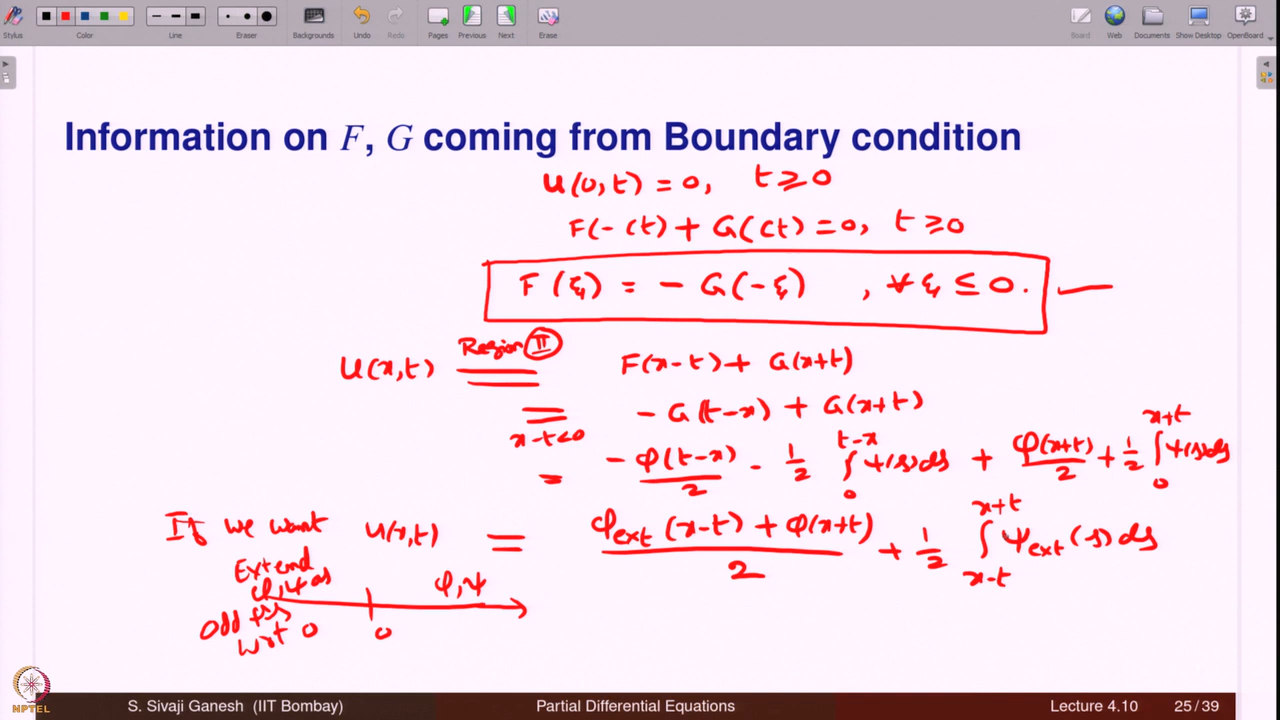 Stylus
Color
Line
Eraser
Backgrounds
Undo
Redo
Pages
Previous
Next
Erase
Board
Web
Documents
Show Desktop
OpenBoard
Information on F, G coming from Boundary condition
u(0,t) = 0, t ≥ 0
F(-ct) + G(ct) = 0, t ≥ 0
F(ξ) = - G(-ξ) , ∀ ξ ≤ 0.
u(x,t) = Region II F(x-t) + G(x+t)
= x-t<0 - G(t-x) + G(x+t)
= - φ(t-x)/2 - 1/2 ∫_0^{t-x} ψ(s)ds + φ(x+t)/2 + 1/2 ∫_0^{x+t} ψ(s)ds
If we want u(x,t) = (φ_ext(x-t) + φ(x+t))/2 + 1/2 ∫_{x-t}^{x+t} ψ_ext(s)ds
Extend
φ,ψ as φ,ψ
Odd fns
wrt 0 0
NPTEL
S. Sivaji Ganesh (IIT Bombay) Partial Differential Equations Lecture 4.10 25/39